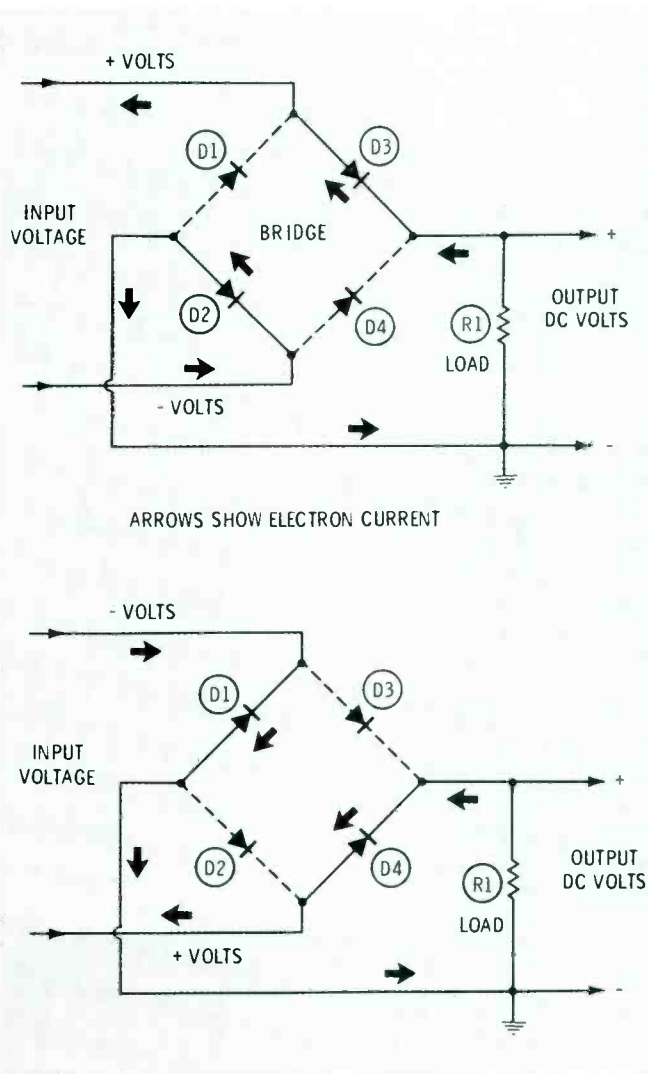 + VOLTS
D1
D3
INPUT
VOLTAGE
BRIDGE
+
D2
D4
R1
OUTPUT
DC VOLTS
LOAD
- VOLTS
-
ARROWS SHOW ELECTRON CURRENT
- VOLTS
D1
D3
INPUT
VOLTAGE
+
D2
D4
R1
OUTPUT
DC VOLTS
LOAD
+ VOLTS
-